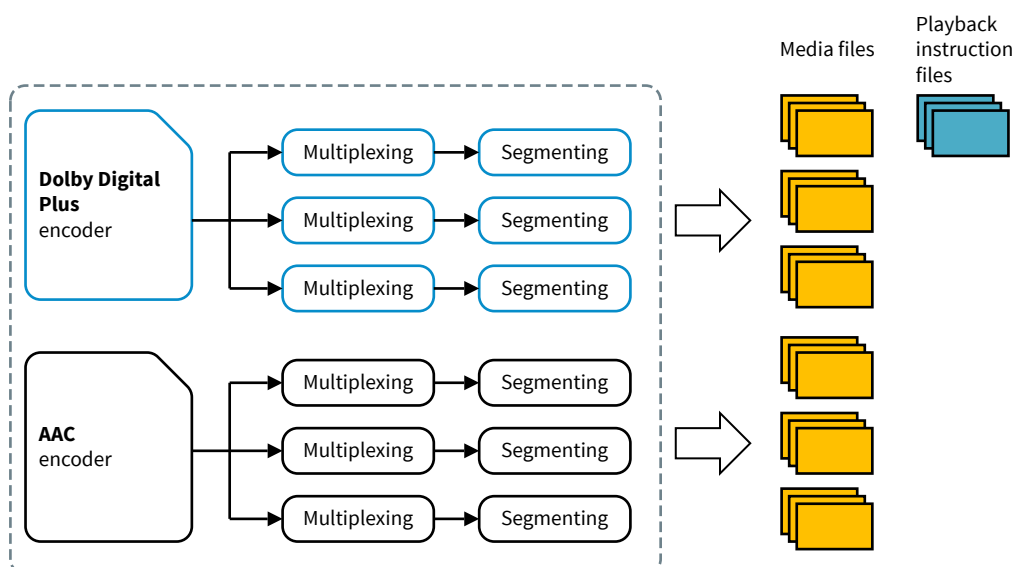 Media files
Playback
instruction
files
Dolby Digital
Plus
encoder
Multiplexing
Segmenting
Multiplexing
Segmenting
Multiplexing
Segmenting
AAC
encoder
Multiplexing
Segmenting
Multiplexing
Segmenting
Multiplexing
Segmenting